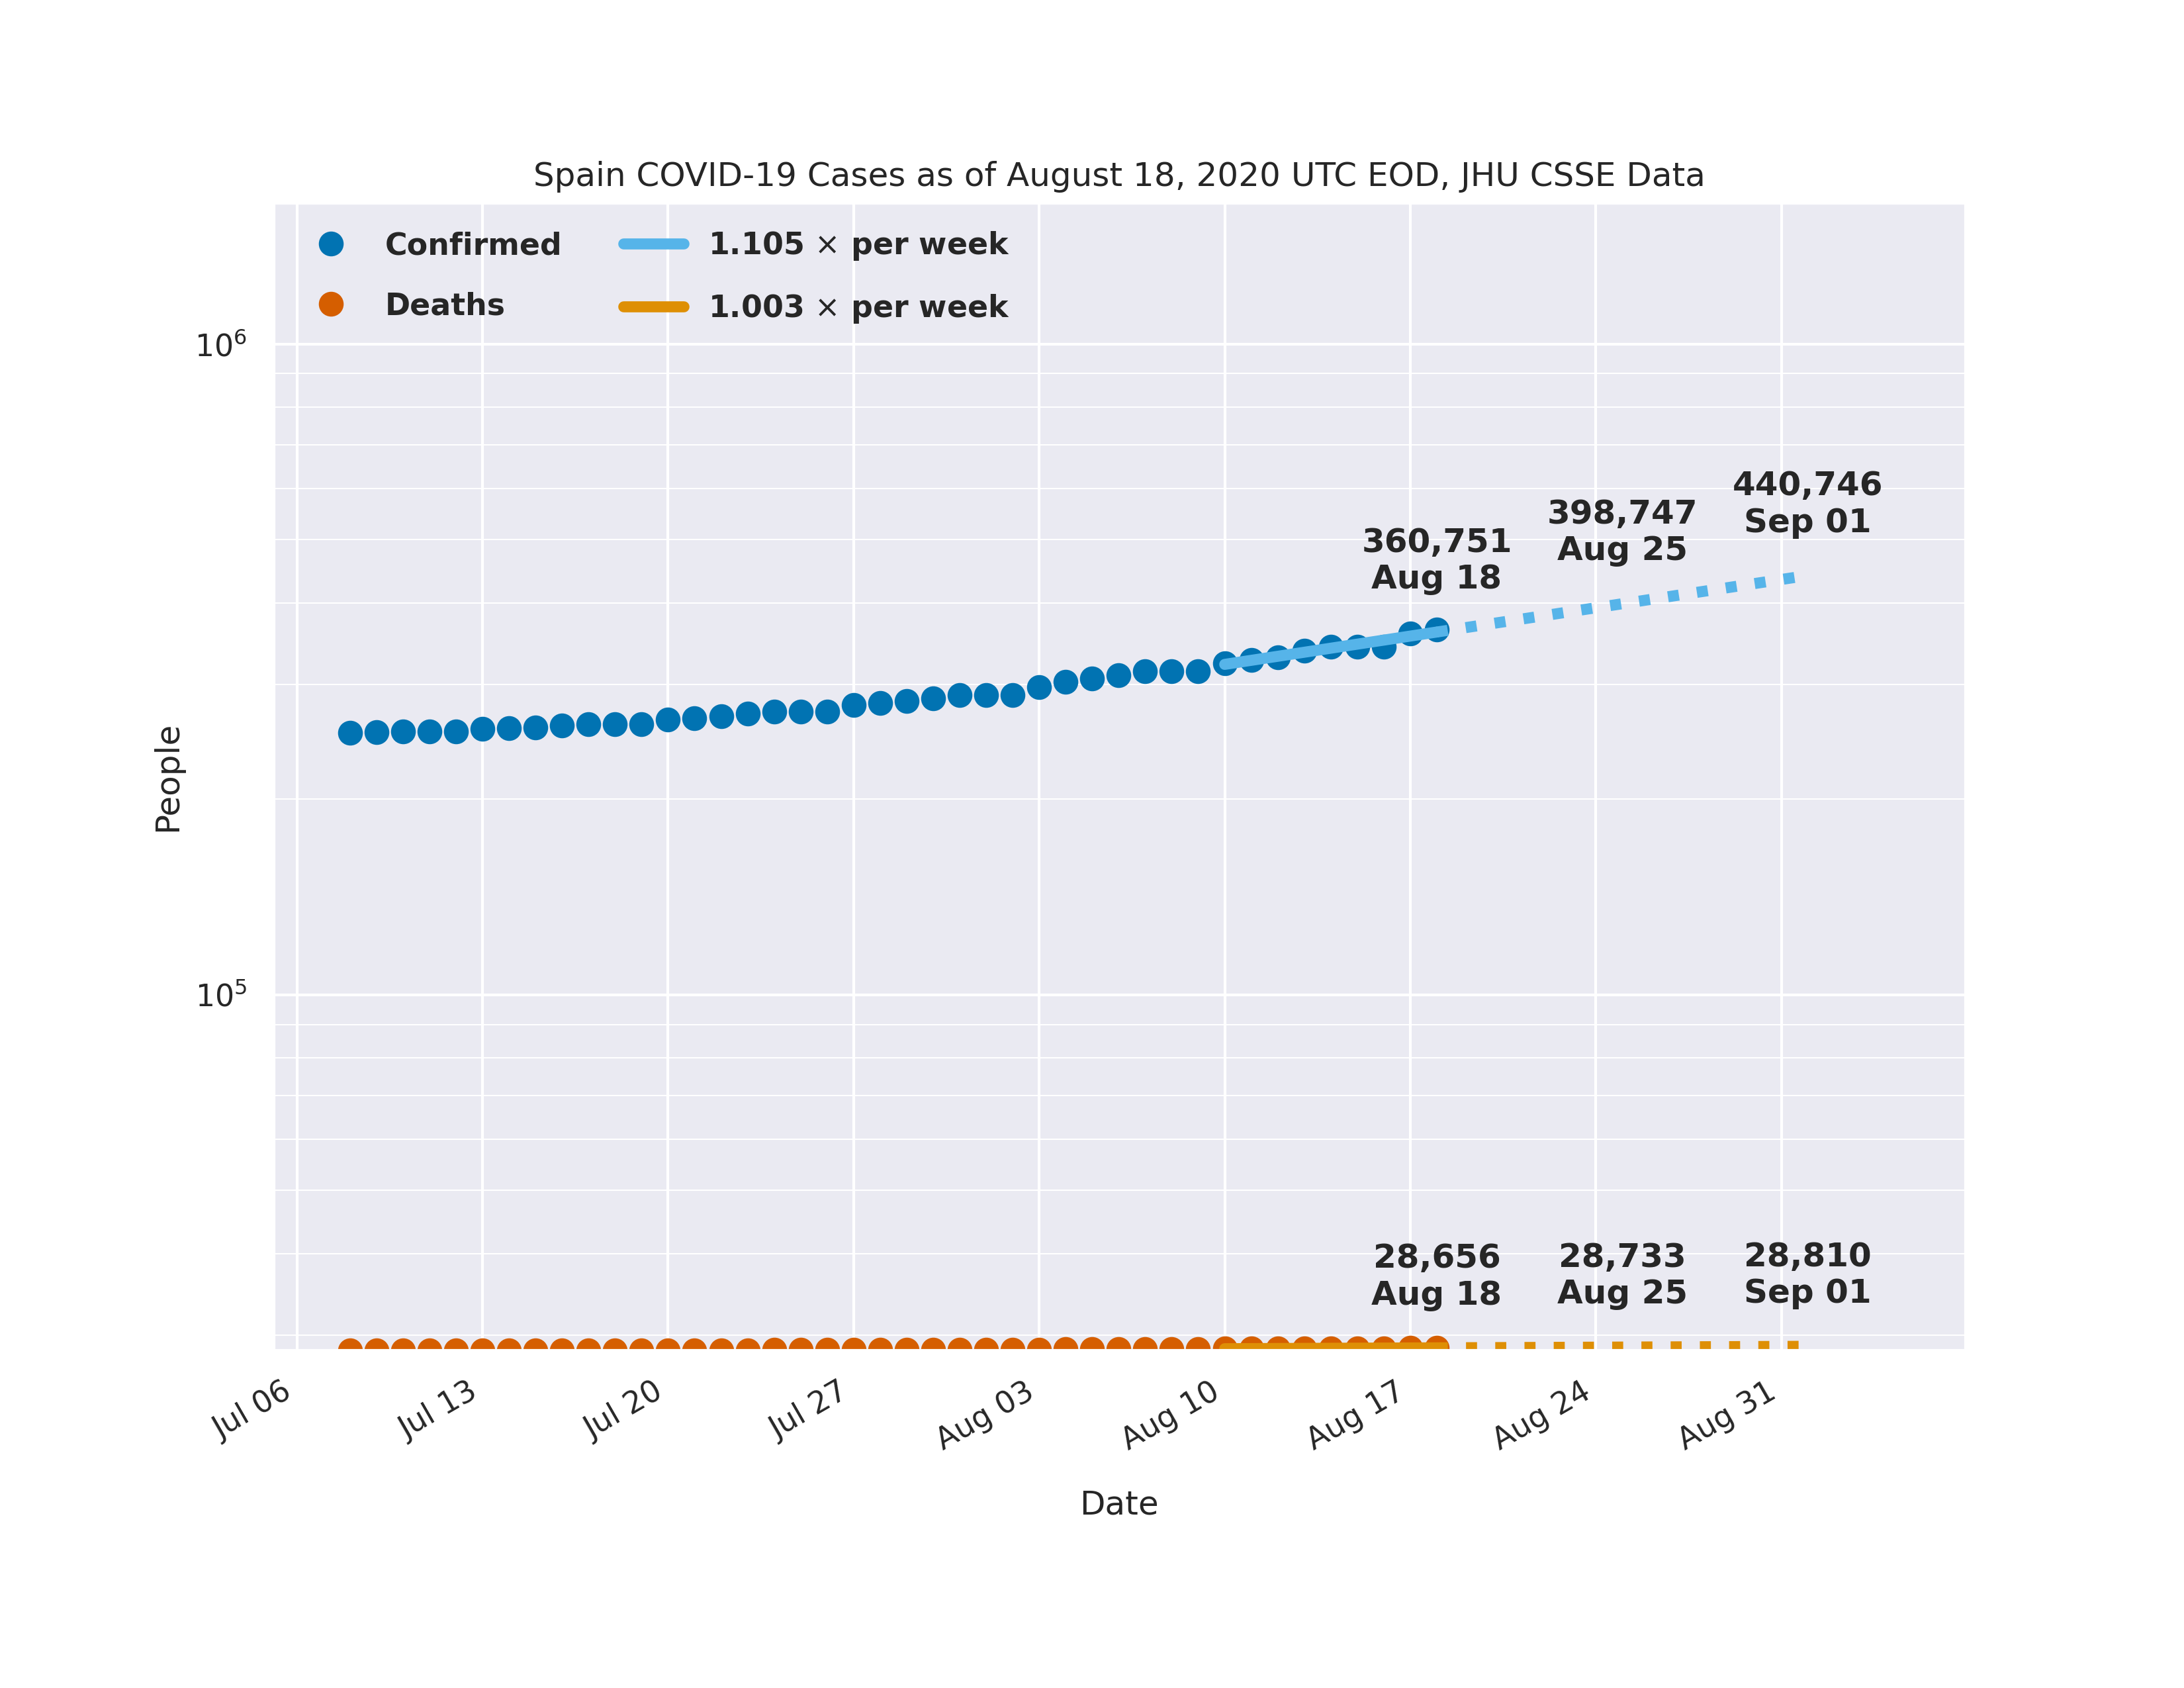 Spain COVID-19 Cases as of August 18, 2020 UTC EOD, JHU CSSE Data
Confirmed
Deaths
1.105 × per week
1.003 × per week
10⁶
10⁵
People
440,746
Sep 01
398,747
Aug 25
360,751
Aug 18
28,656
Aug 18
28,733
Aug 25
28,810
Sep 01
Jul 06
Jul 13
Jul 20
Jul 27
Aug 03
Aug 10
Aug 17
Aug 24
Aug 31
Date